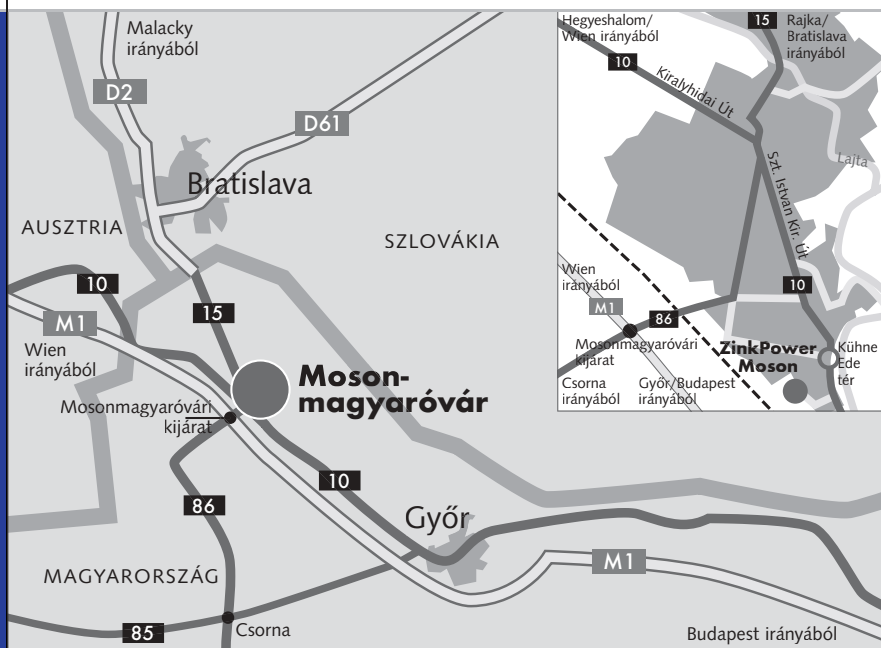 Malacky
irányából
D2
D61
Bratislava
AUSZTRIA
SZLOVÁKIA
10
15
M1
Wien
irányából
Moson-
magyaróvár
Mosonmagyaróvári
kijárat
10
86
Győr
MAGYARORSZÁG
M1
85
Csorna
Budapest irányából
Hegyeshalom/
Wien irányából
15
Rajka/
Bratislava
irányából
10
Kiralyhidai Út
Lajta
Szt. Istvan Kir. Út
Wien
irányából
10
M1
86
Mosonmagyaróvári
kijárat
ZinkPower
Moson
Kühne
Ede
tér
Csorna
irányából
Győr/Budapest
irányából